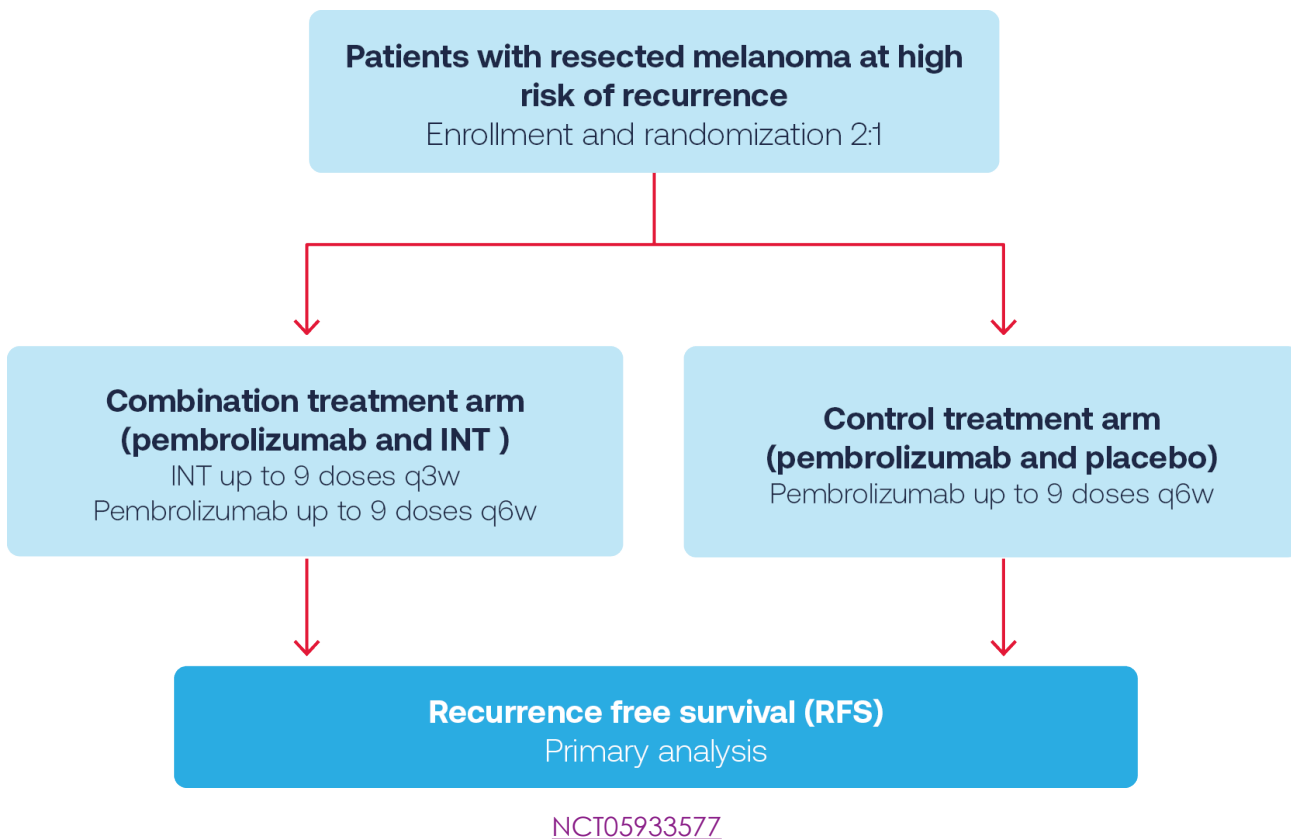 Patients with resected melanoma at high
risk of recurrence
Enrollment and randomization 2:1
Combination treatment arm
(pembrolizumab and INT )
INT up to 9 doses q3w
Pembrolizumab up to 9 doses q6w
Control treatment arm
(pembrolizumab and placebo)
Pembrolizumab up to 9 doses q6w
Recurrence free survival (RFS)
Primary analysis
NCT05933577